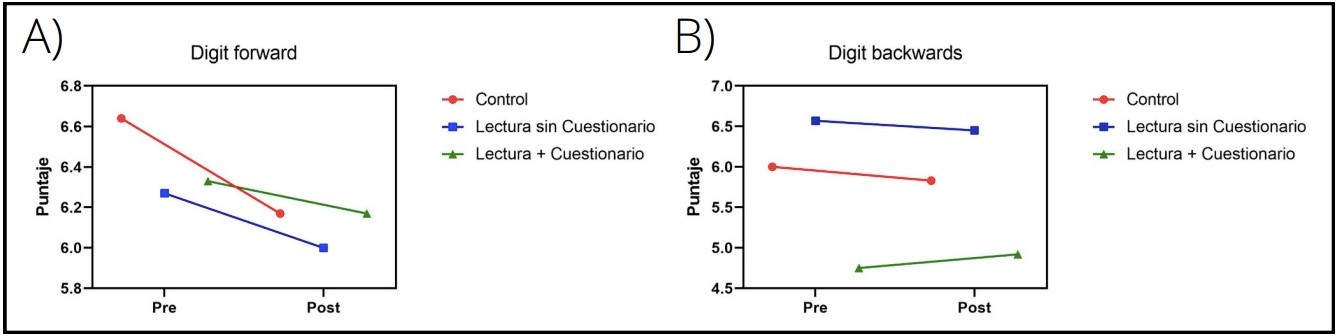 A)
Digit forward
Puntaje
6.8
6.6
6.4
6.2
6.0
5.8
Pre Post
Control
Lectura sin Cuestionario
Lectura + Cuestionario
B)
Digit backwards
Puntaje
7.0
6.5
6.0
5.5
5.0
4.5
Pre Post
Control
Lectura sin Cuestionario
Lectura + Cuestionario